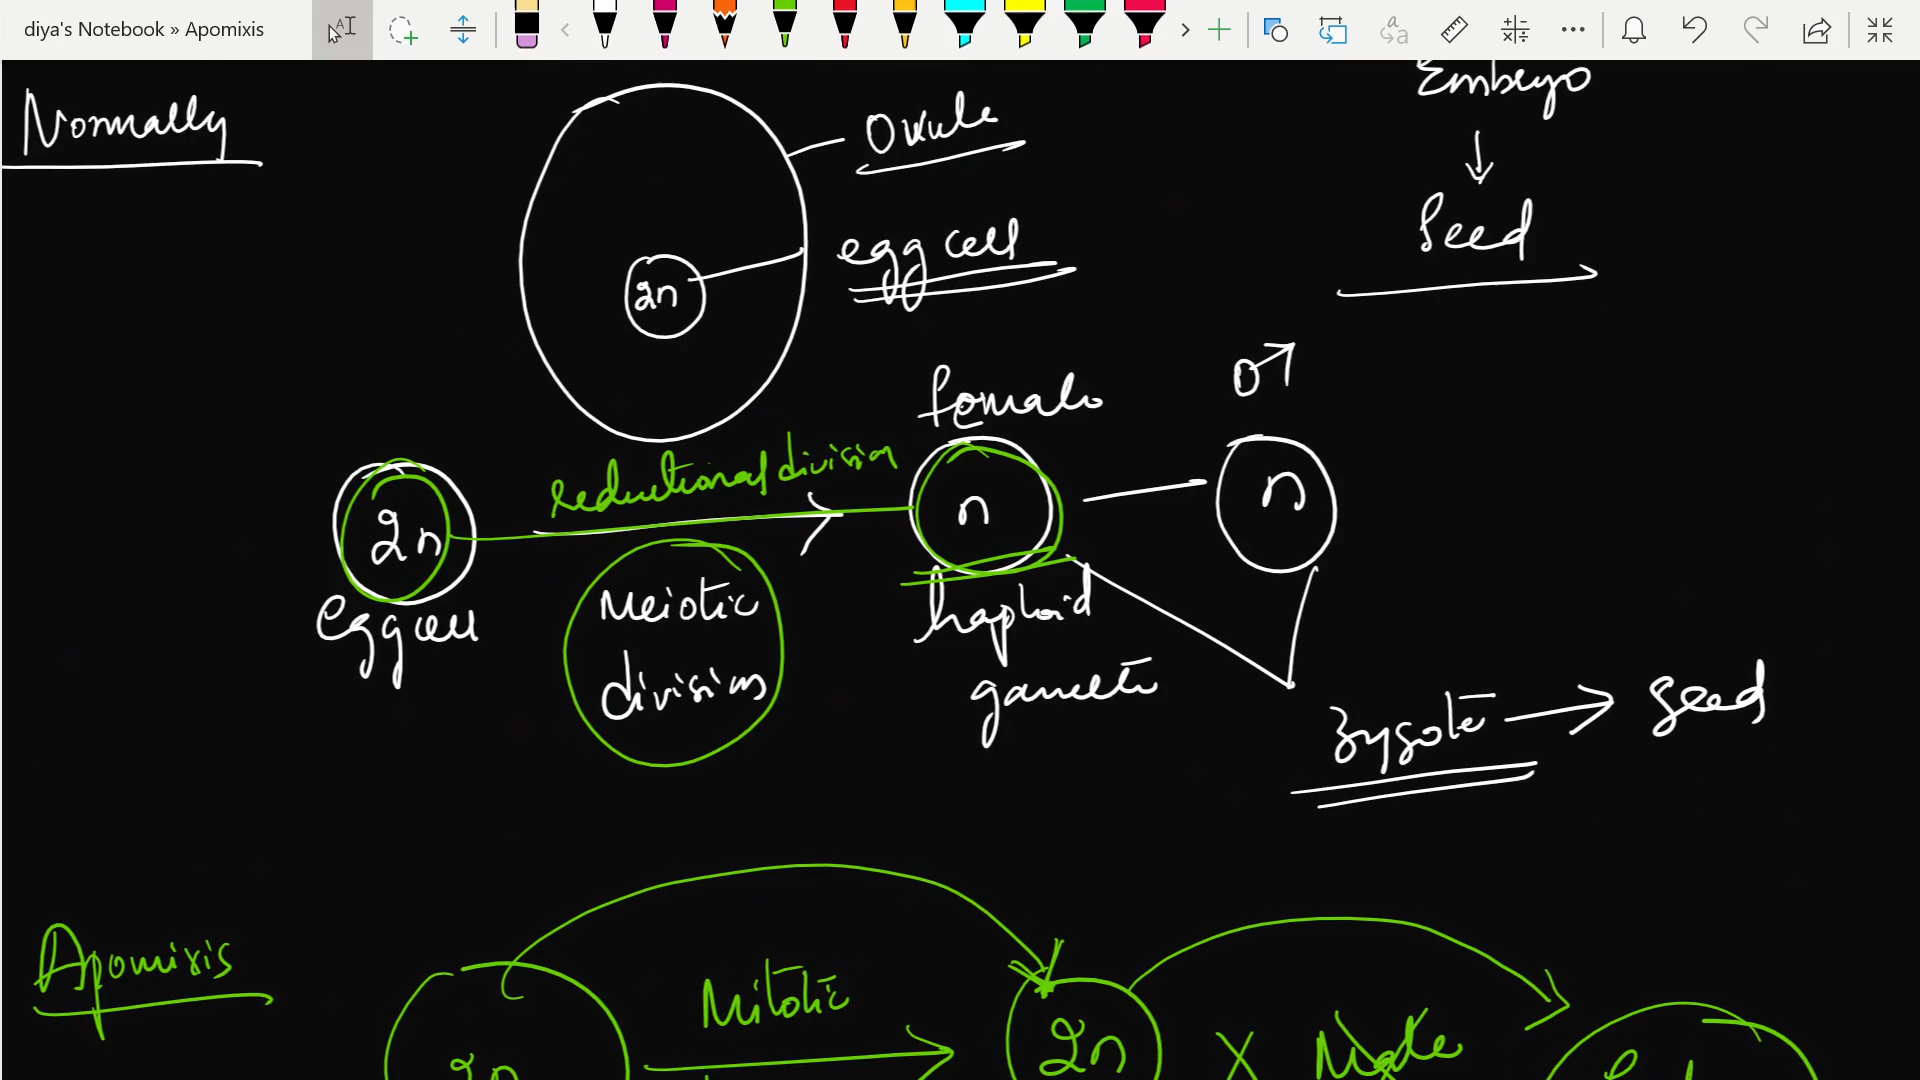 diya's Notebook » Apomixis
Embryo
Normally
Ovule
Seed
egg cell
2n
female
reductional division
n
n
2n
Meiotic
haploid
egg cell
division
gamete
zygote → seed
Apomixis
Mitotic
2n
X Male
2n